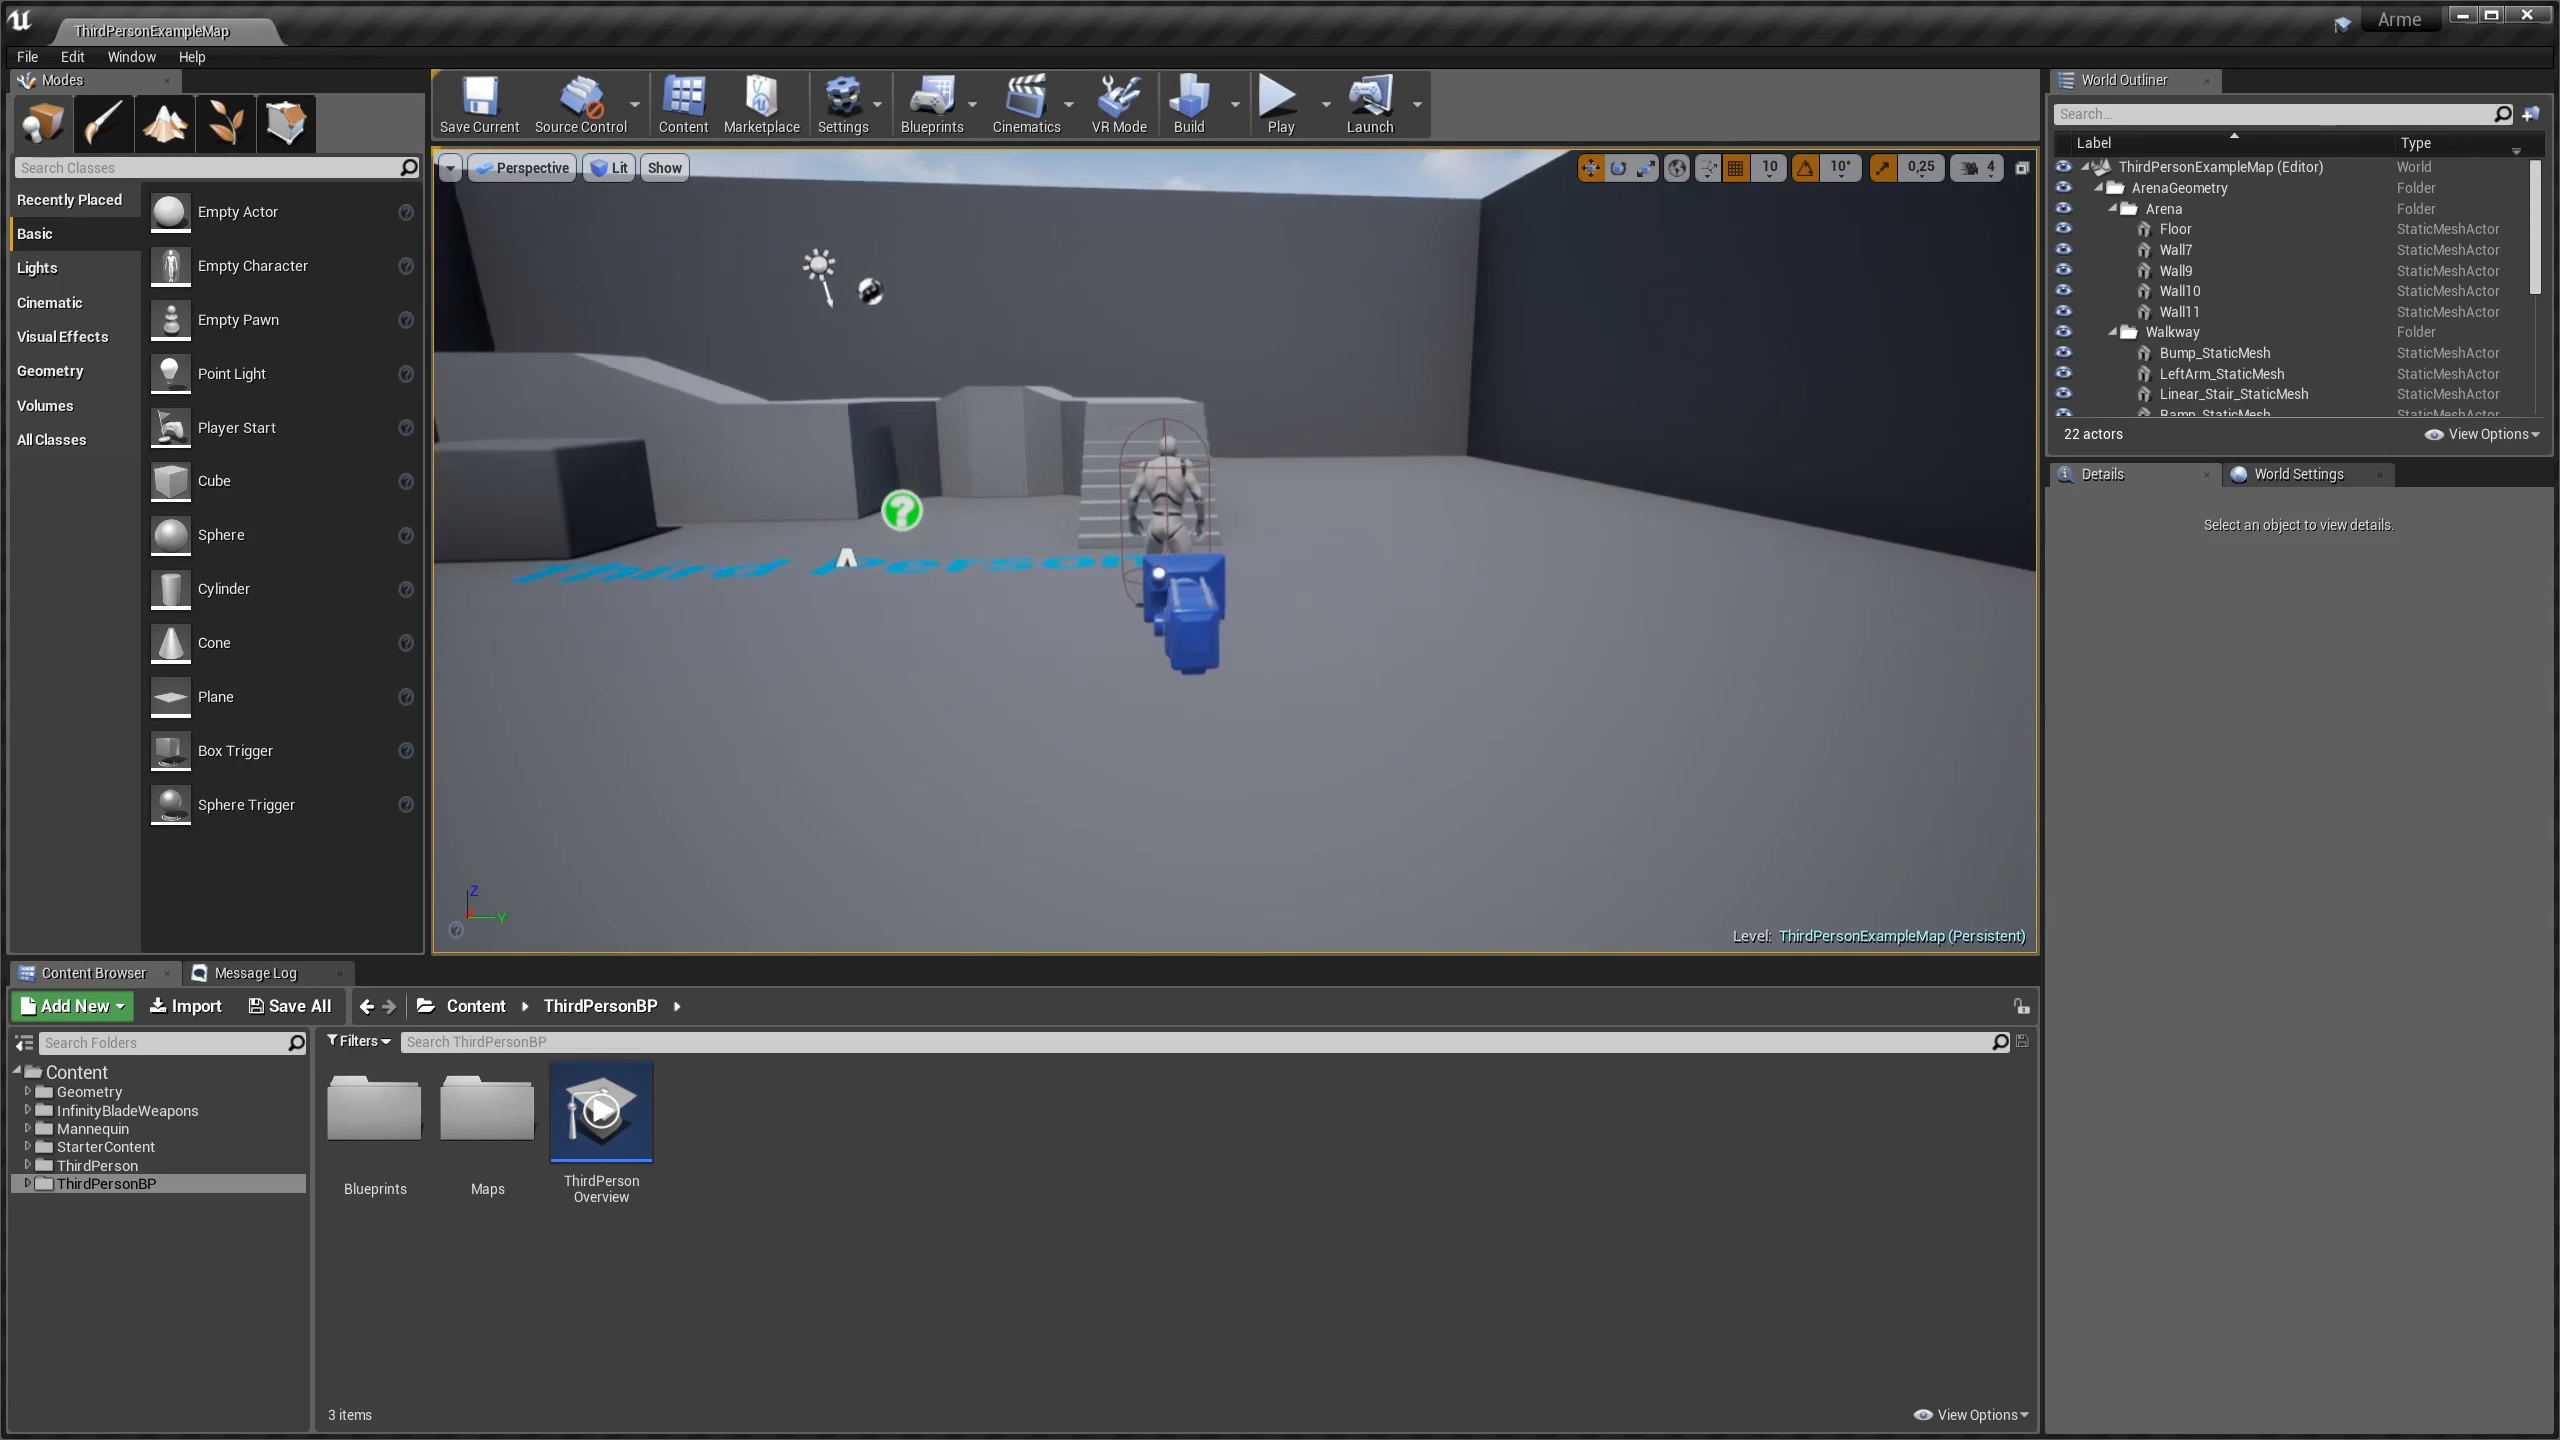 ThirdPersonExampleMap
Arme
File Edit Window Help
Modes
Search Classes
Recently Placed
Basic
Lights
Cinematic
Visual Effects
Geometry
Volumes
All Classes
Empty Actor
Empty Character
Empty Pawn
Point Light
Player Start
Cube
Sphere
Cylinder
Cone
Plane
Box Trigger
Sphere Trigger
Save Current Source Control Content Marketplace Settings Blueprints Cinematics VR Mode Build Play Launch
Perspective Lit Show
10 10° 0,25 4
Third Person
Z
Y
Level: ThirdPersonExampleMap (Persistent)
World Outliner
Search...
Label Type
ThirdPersonExampleMap (Editor) World
ArenaGeometry Folder
Arena Folder
Floor StaticMeshActor
Wall7 StaticMeshActor
Wall9 StaticMeshActor
Wall10 StaticMeshActor
Wall11 StaticMeshActor
Walkway Folder
Bump_StaticMesh StaticMeshActor
LeftArm_StaticMesh StaticMeshActor
Linear_Stair_StaticMesh StaticMeshActor
Ramp_StaticMesh StaticMeshActor
22 actors View Options
Details World Settings
Select an object to view details.
Content Browser Message Log
Add New Import Save All Content ThirdPersonBP
Search Folders
Filters Search ThirdPersonBP
Content
Geometry
InfinityBladeWeapons
Mannequin
StarterContent
ThirdPerson
ThirdPersonBP
Blueprints
Maps
ThirdPerson
Overview
3 items View Options